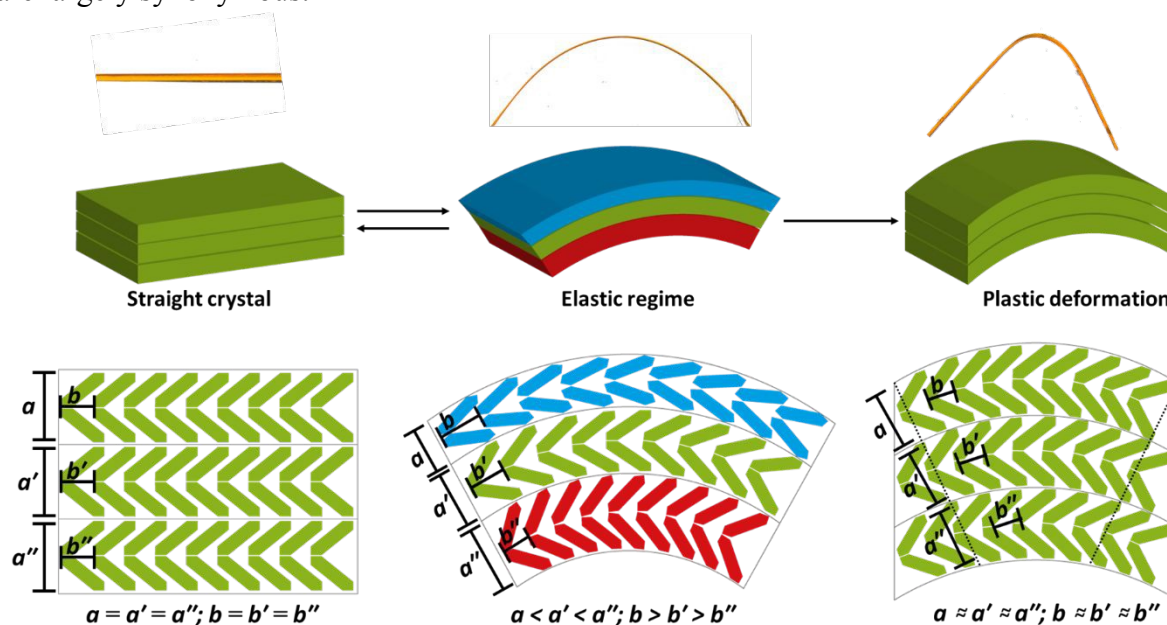 Straight crystal
Elastic regime
Plastic deformation
a
b
a'
b'
a''
b''
a = a' = a''; b = b' = b''
a
b
a'
b'
a''
b''
a < a' < a''; b > b' > b''
a
b
a'
b'
a''
b''
a ≈ a' ≈ a''; b ≈ b' ≈ b''